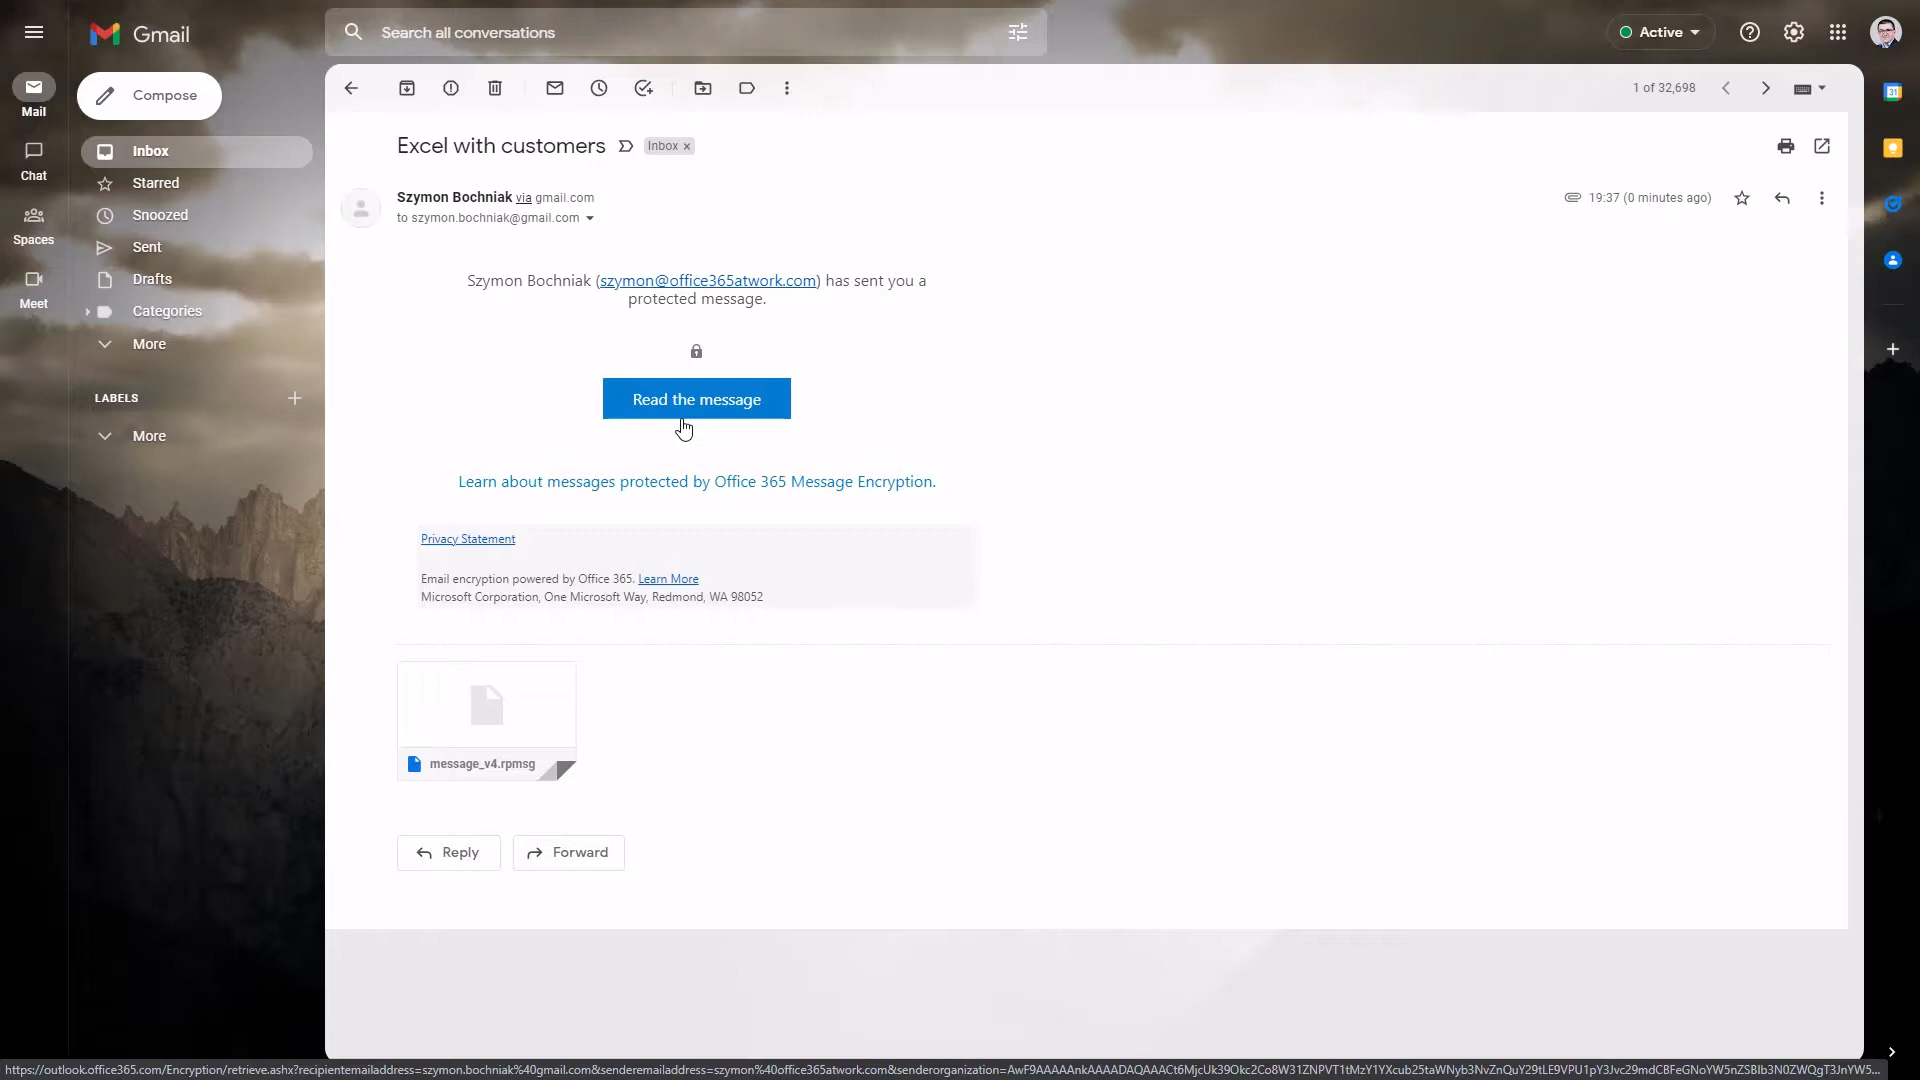 Gmail
Search all conversations
Active
Compose
1 of 32,698
Mail
Chat
Spaces
Meet
Inbox
Starred
Snoozed
Sent
Drafts
Categories
More
LABELS
More
Excel with customers
Inbox ×
Szymon Bochniak via gmail.com
19:37 (0 minutes ago)
to szymon.bochniak@gmail.com
Szymon Bochniak (szymon@office365atwork.com) has sent you a
protected message.
Read the message
Learn about messages protected by Office 365 Message Encryption.
Privacy Statement
Email encryption powered by Office 365. Learn More
Microsoft Corporation, One Microsoft Way, Redmond, WA 98052
message_v4.rpmsg
Reply
Forward
31